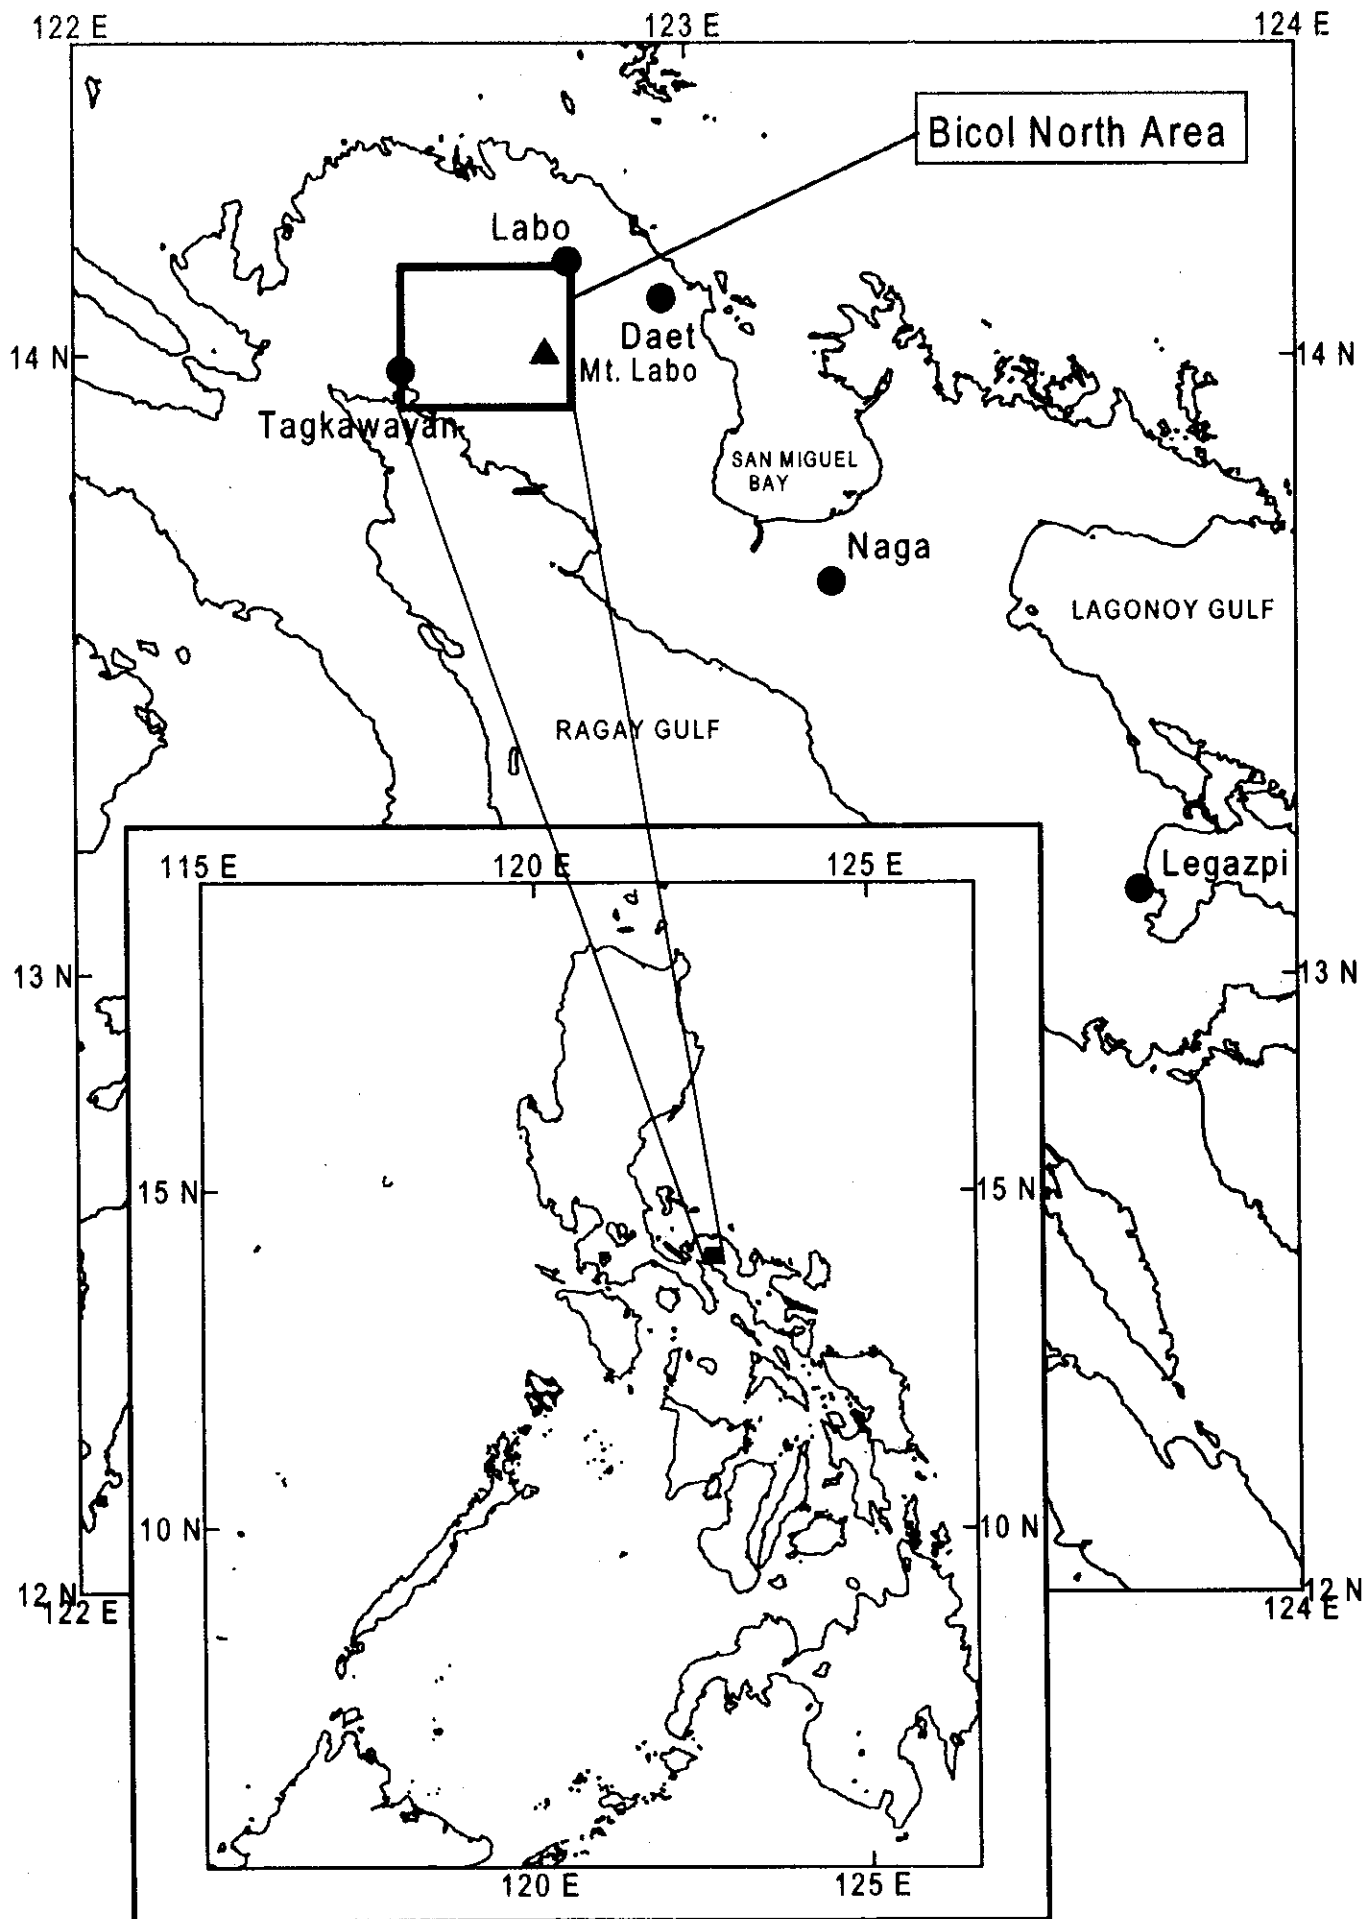 122 E
123 E
124 E
Bicol North Area
Labo
Daet
14 N
14 N
Mt. Labo
Tagkawayan
SAN MIGUEL
BAY
Naga
LAGONOY GULF
RAGAY GULF
115 E
120 E
125 E
Legazpi
13 N
13 N
15 N
15 N
10 N
10 N
12 N
12 N
122 E
124 E
120 E
125 E